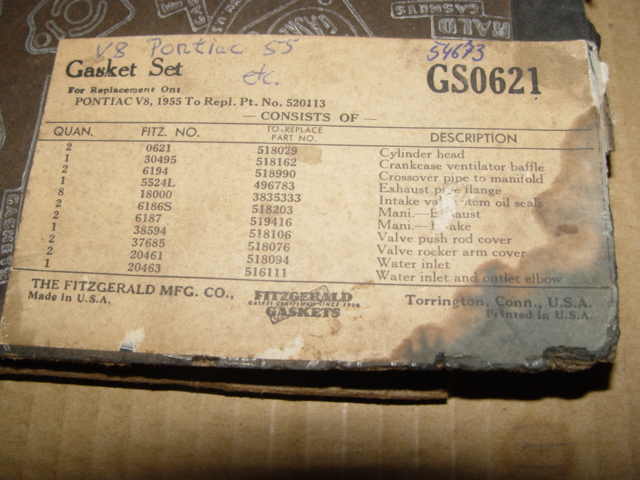 RALD
GASKETS
V8 Pontiac 55 54673
Gasket Set etc. GS0621
For Replacement On:
PONTIAC V8, 1955 To Repl. Pt. No. 520113
— CONSISTS OF —
QUAN. FITZ. NO. TO REPLACE PART NO. DESCRIPTION
2 0621 518029 Cylinder head
1 30495 518162 Crankcase ventilator baffle
2 6194 518990 Crossover pipe to manifold
1 5524L 496783 Exhaust pipe flange
8 18000 3835333 Intake valve stem oil seals
2 6186S 518203 Mani.—Exhaust
2 6187 519416 Mani.—Intake
1 38594 518106 Valve push rod cover
2 37685 518076 Valve rocker arm cover
2 20461 518094 Water inlet
1 20463 516111 Water inlet and outlet elbow
THE FITZGERALD MFG. CO., FITZGERALD Torrington, Conn., U.S.A.
Made in U.S.A. GASKETS Printed in U.S.A.